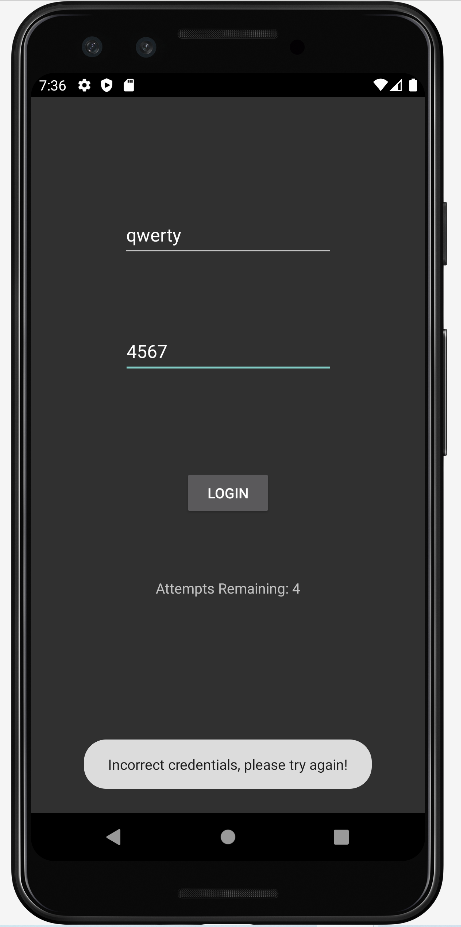 7:36
qwerty
4567
LOGIN
Attempts Remaining: 4
Incorrect credentials, please try again!